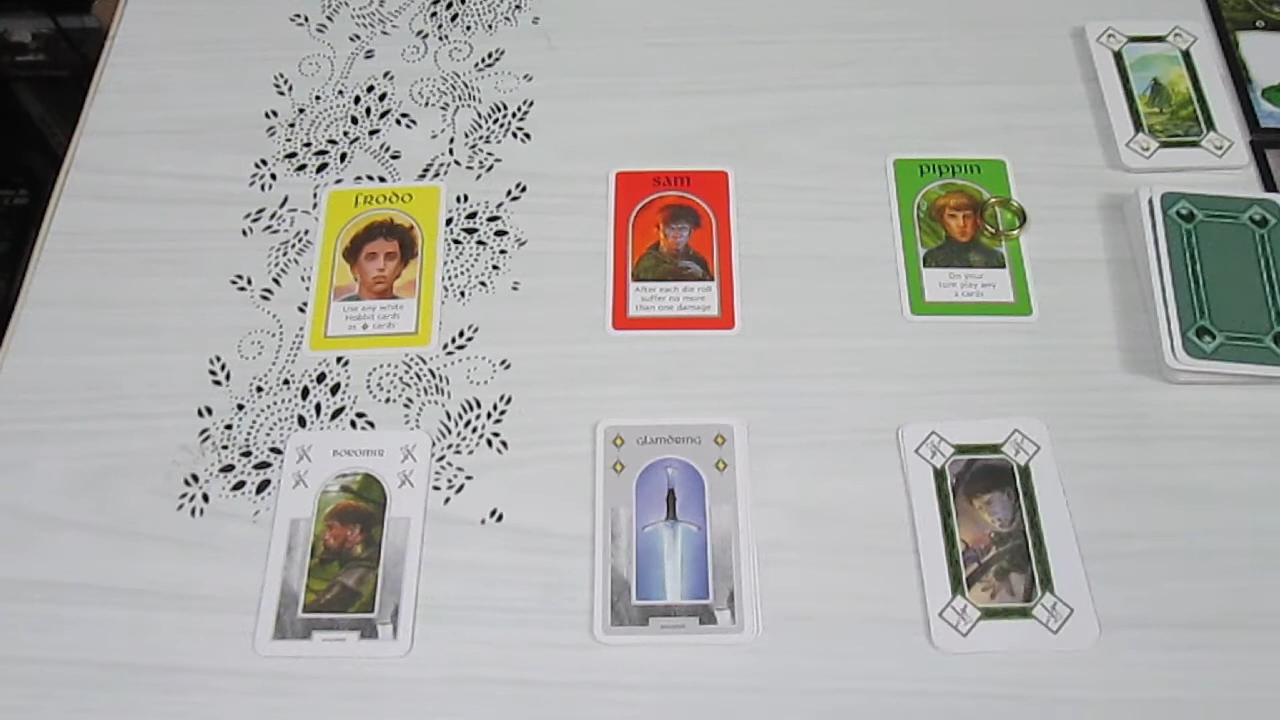 FRODO
Use any white
Hobbit cards
as cards
SAM
After each die roll
suffer no more
than one damage
PIPPIN
On your
turn play any
2 cards
BOROMIR
GLAMDRING